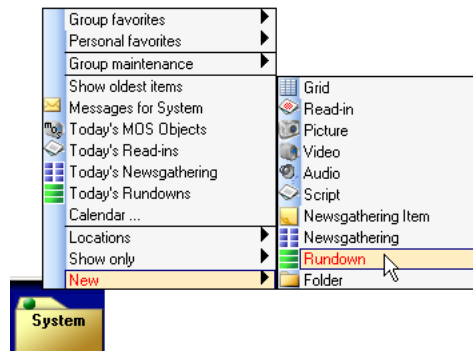 Group favorites
Personal favorites
Group maintenance
Show oldest items
Messages for System
mos Today's MOS Objects
Today's Read-ins
Today's Newsgathering
Today's Rundowns
Calendar ...
Locations
Show only
New
Grid
Read-in
Picture
Video
Audio
Script
Newsgathering Item
Newsgathering
Rundown
Folder
System